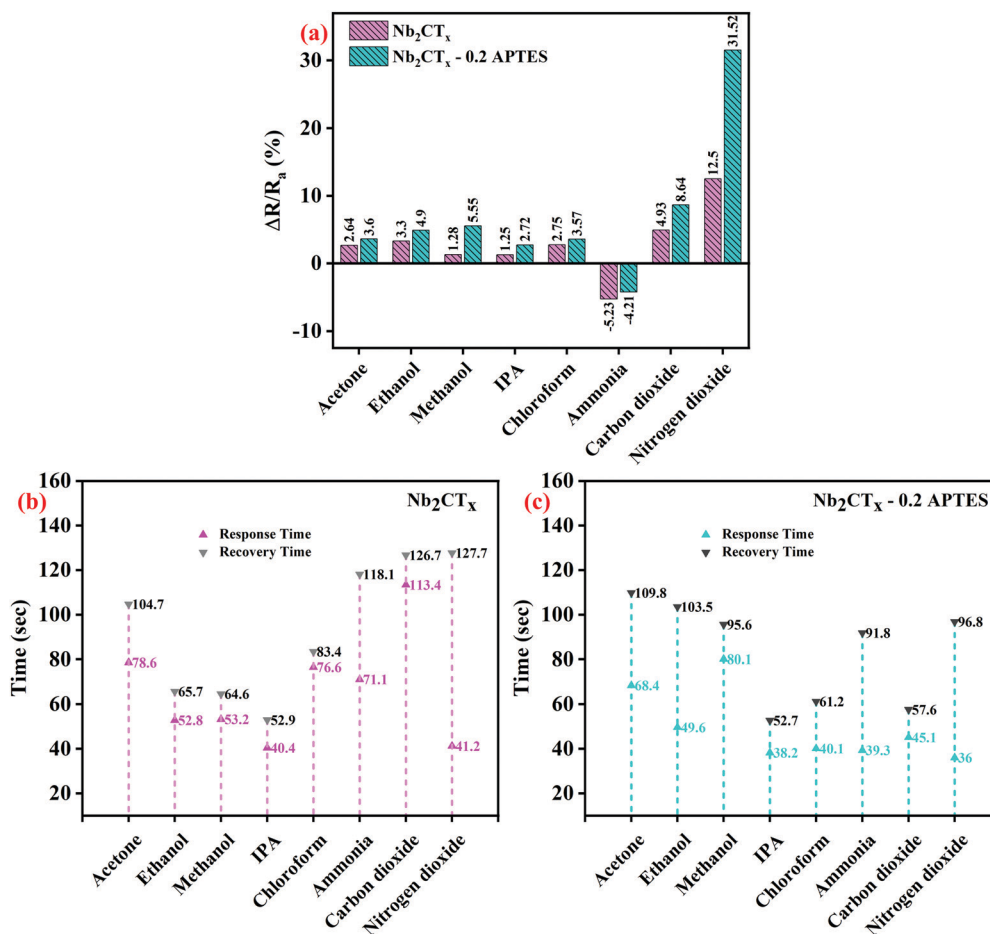 (a)
Nb₂CTₓ
Nb₂CTₓ - 0.2 APTES
ΔR/Rₐ (%)
30
20
10
0
-10
2.64
3.6
3.3
4.9
1.28
5.55
1.25
2.72
2.75
3.57
-5.23
-4.21
4.93
8.64
12.5
31.52
Acetone
Ethanol
Methanol
IPA
Chloroform
Ammonia
Carbon dioxide
Nitrogen dioxide
(b)
Nb₂CTₓ
Response Time
Recovery Time
Time (sec)
160
140
120
100
80
60
40
20
104.7
78.6
65.7
52.8
64.6
53.2
52.9
40.4
83.4
76.6
118.1
71.1
126.7
113.4
127.7
41.2
Acetone
Ethanol
Methanol
IPA
Chloroform
Ammonia
Carbon dioxide
Nitrogen dioxide
(c)
Nb₂CTₓ - 0.2 APTES
Response Time
Recovery Time
Time (sec)
160
140
120
100
80
60
40
20
109.8
68.4
103.5
49.6
95.6
80.1
52.7
38.2
61.2
40.1
91.8
39.3
57.6
45.1
96.8
36
Acetone
Ethanol
Methanol
IPA
Chloroform
Ammonia
Carbon dioxide
Nitrogen dioxide